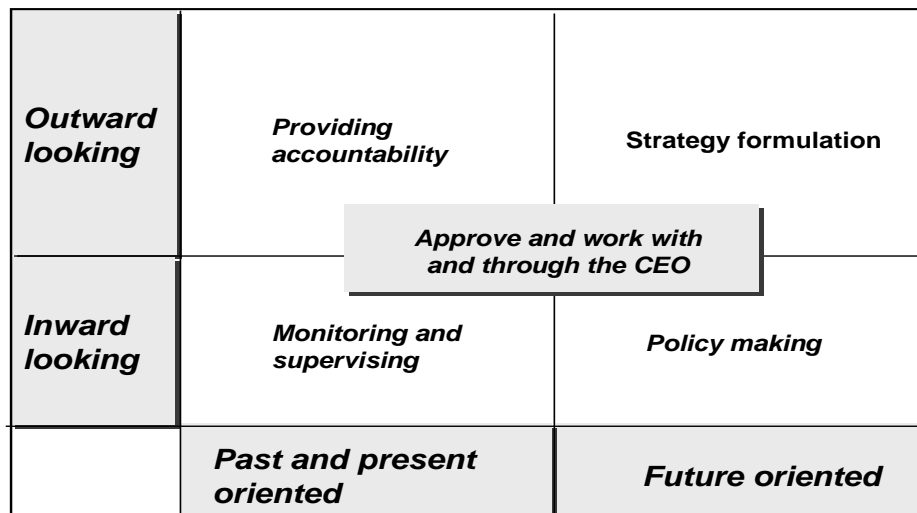 Outward
looking
Providing
accountability
Strategy formulation
Approve and work with
and through the CEO
Inward
looking
Monitoring and
supervising
Policy making
Past and present
oriented
Future oriented